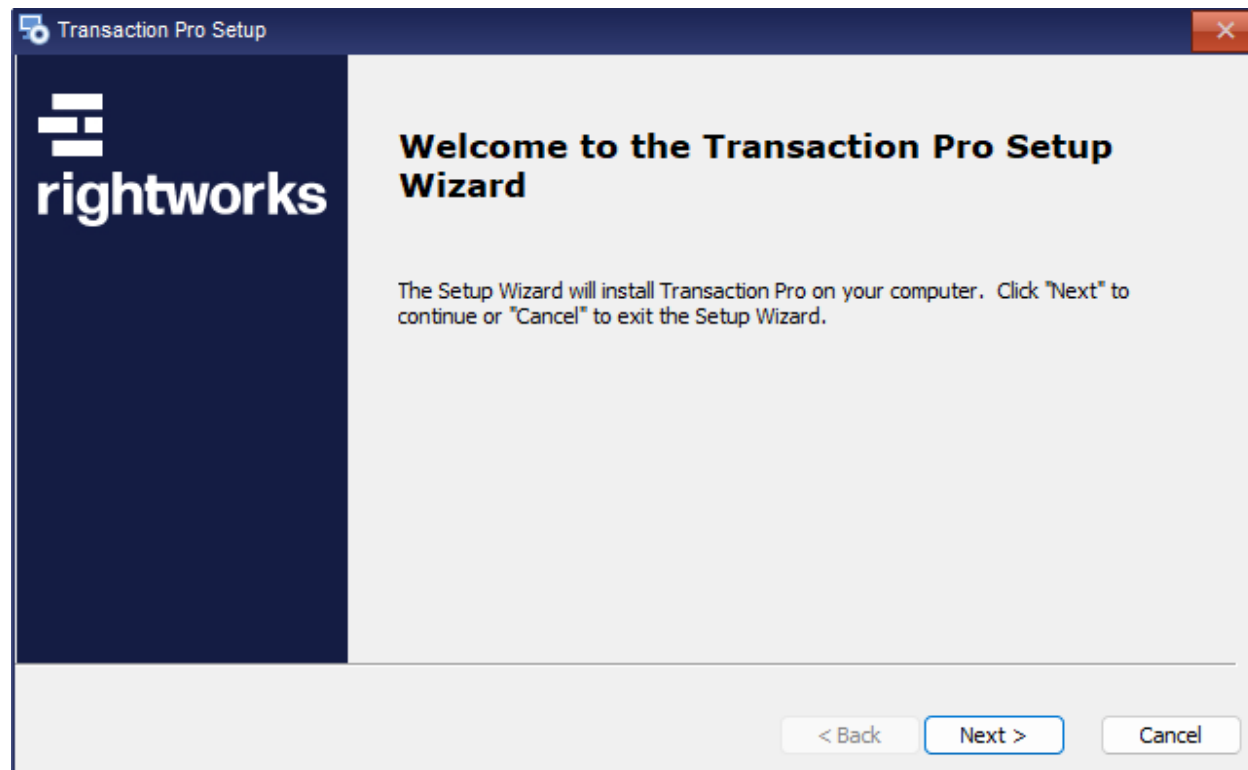 Transaction Pro Setup
rightworks
Welcome to the Transaction Pro Setup
Wizard
The Setup Wizard will install Transaction Pro on your computer.  Click "Next" to
continue or "Cancel" to exit the Setup Wizard.
< Back
Next >
Cancel